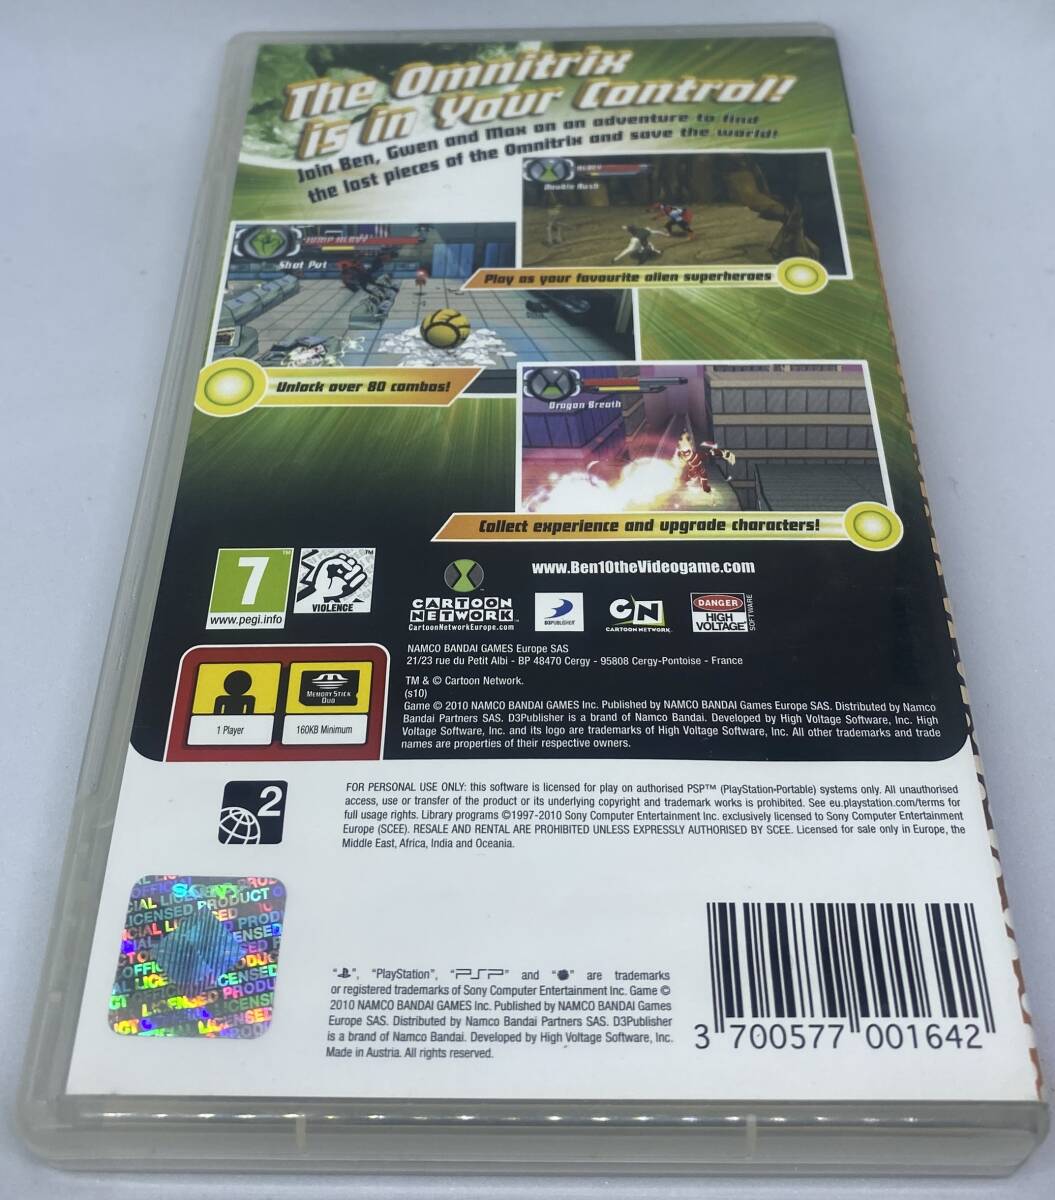 The Omnitrix
is in Your Control!
Join Ben, Gwen and Max on an adventure to find
the lost pieces of the Omnitrix and save the world!
Double Rush
Play as your favourite alien superheroes
JUMP HEAVY
Shot Put
Unlock over 80 combos!
Dragon Breath
Collect experience and upgrade characters!
7
www.pegi.info
VIOLENCE
www.Ben10theVideogame.com
CARTOON
NETWORK
CartoonNetworkEurope.com
D3PUBLISHER
CN
CARTOON NETWORK
DANGER
HIGH
VOLTAGE
SOFTWARE
NAMCO BANDAI GAMES Europe SAS
21/23 rue du Petit Albi - BP 48470 Cergy - 95808 Cergy-Pontoise - France
TM & © Cartoon Network.
(s10)
Game © 2010 NAMCO BANDAI GAMES Inc. Published by NAMCO BANDAI Games Europe SAS. Distributed by Namco
Bandai Partners SAS. D3Publisher is a brand of Namco Bandai. Developed by High Voltage Software, Inc. High
Voltage Software, Inc. and its logo are trademarks of High Voltage Software, Inc. All other trademarks and trade
names are properties of their respective owners.
1 Player
MEMORY STICK
DUO
160KB Minimum
2
FOR PERSONAL USE ONLY: this software is licensed for play on authorised PSP™ (PlayStation-Portable) systems only. All unauthorised
access, use or transfer of the product or its underlying copyright and trademark works is prohibited. See eu.playstation.com/terms for
full usage rights. Library programs ©1997-2010 Sony Computer Entertainment Inc. exclusively licensed to Sony Computer Entertainment
Europe (SCEE). RESALE AND RENTAL ARE PROHIBITED UNLESS EXPRESSLY AUTHORISED BY SCEE. Licensed for sale only in Europe, the
Middle East, Africa, India and Oceania.
SONY
"", "PlayStation", "PSP" and "" are trademarks
or registered trademarks of Sony Computer Entertainment Inc. Game ©
2010 NAMCO BANDAI GAMES Inc. Published by NAMCO BANDAI Games
Europe SAS. Distributed by Namco Bandai Partners SAS. D3Publisher
is a brand of Namco Bandai. Developed by High Voltage Software, Inc.
Made in Austria. All rights reserved.
3 700577 001642